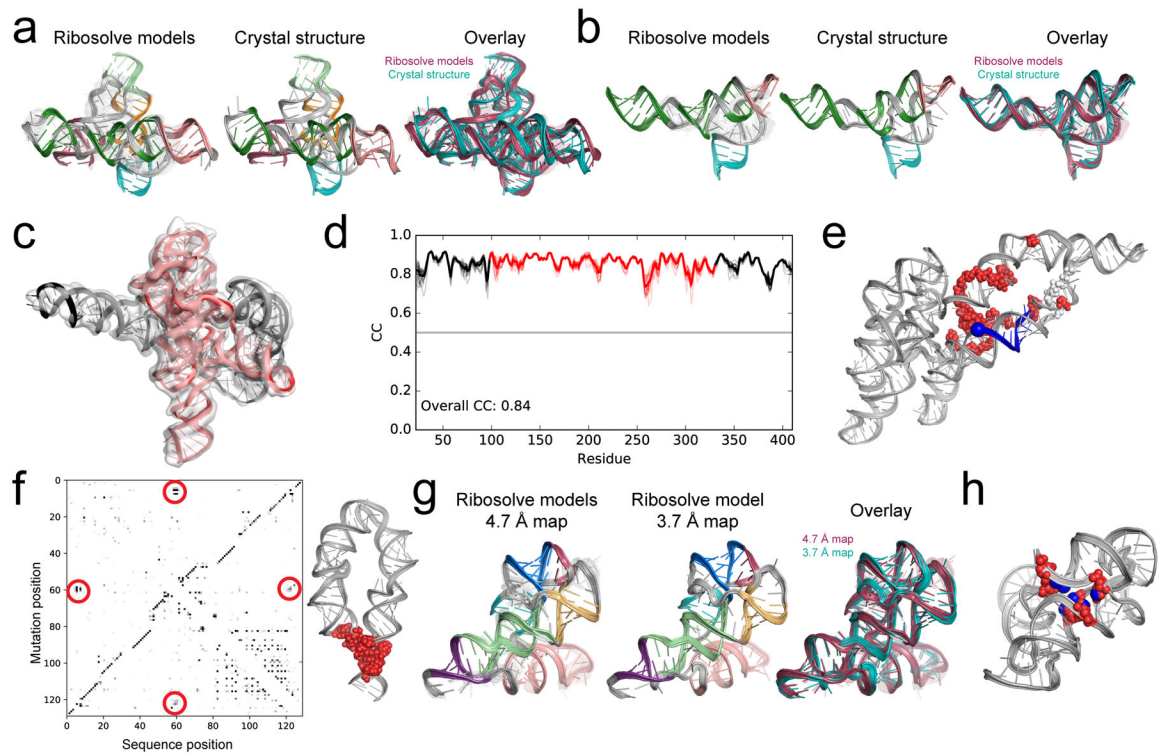 a
Ribosolve models
Crystal structure
Overlay
Ribosolve models
Crystal structure
b
Ribosolve models
Crystal structure
Overlay
Ribosolve models
Crystal structure
c
d
1.0
0.8
0.6
0.4
0.2
0.0
CC
Overall CC: 0.84
50
100
150
200
250
300
350
400
Residue
e
f
0
20
40
60
80
100
120
Mutation position
0
20
40
60
80
100
120
Sequence position
g
Ribosolve models
4.7 Å map
Ribosolve model
3.7 Å map
Overlay
4.7 Å map
3.7 Å map
h